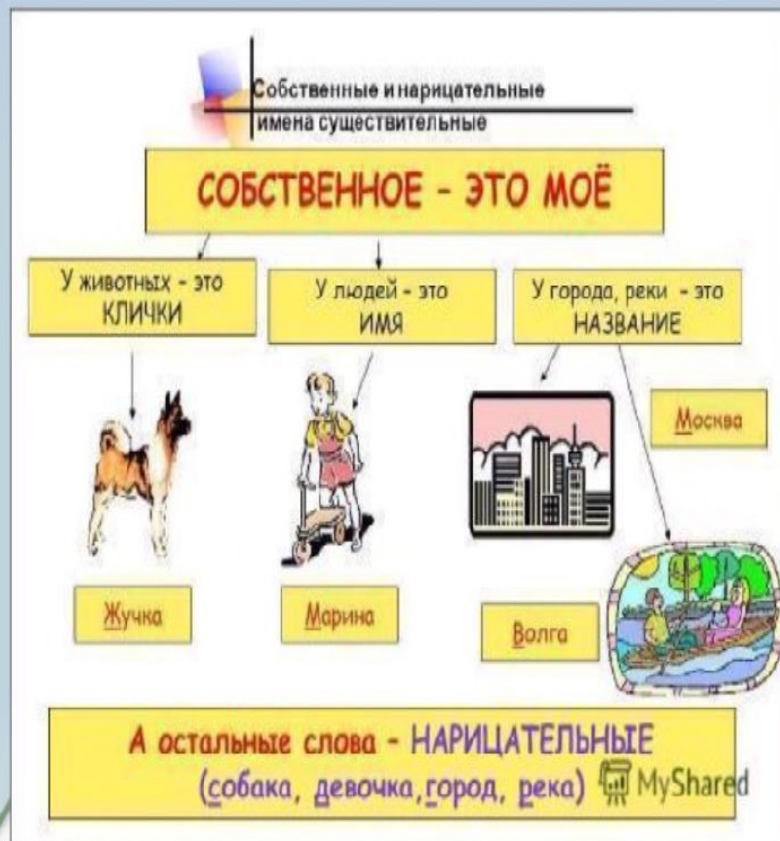 Собственные и нарицательные
имена существительные
СОБСТВЕННОЕ - ЭТО МОЁ
У животных - это
КЛИЧКИ
У людей - это
ИМЯ
У города, реки - это
НАЗВАНИЕ
Москва
Жучка
Марина
Волга
А остальные слова - НАРИЦАТЕЛЬНЫЕ
(собака, девочка,город, река)
MyShared